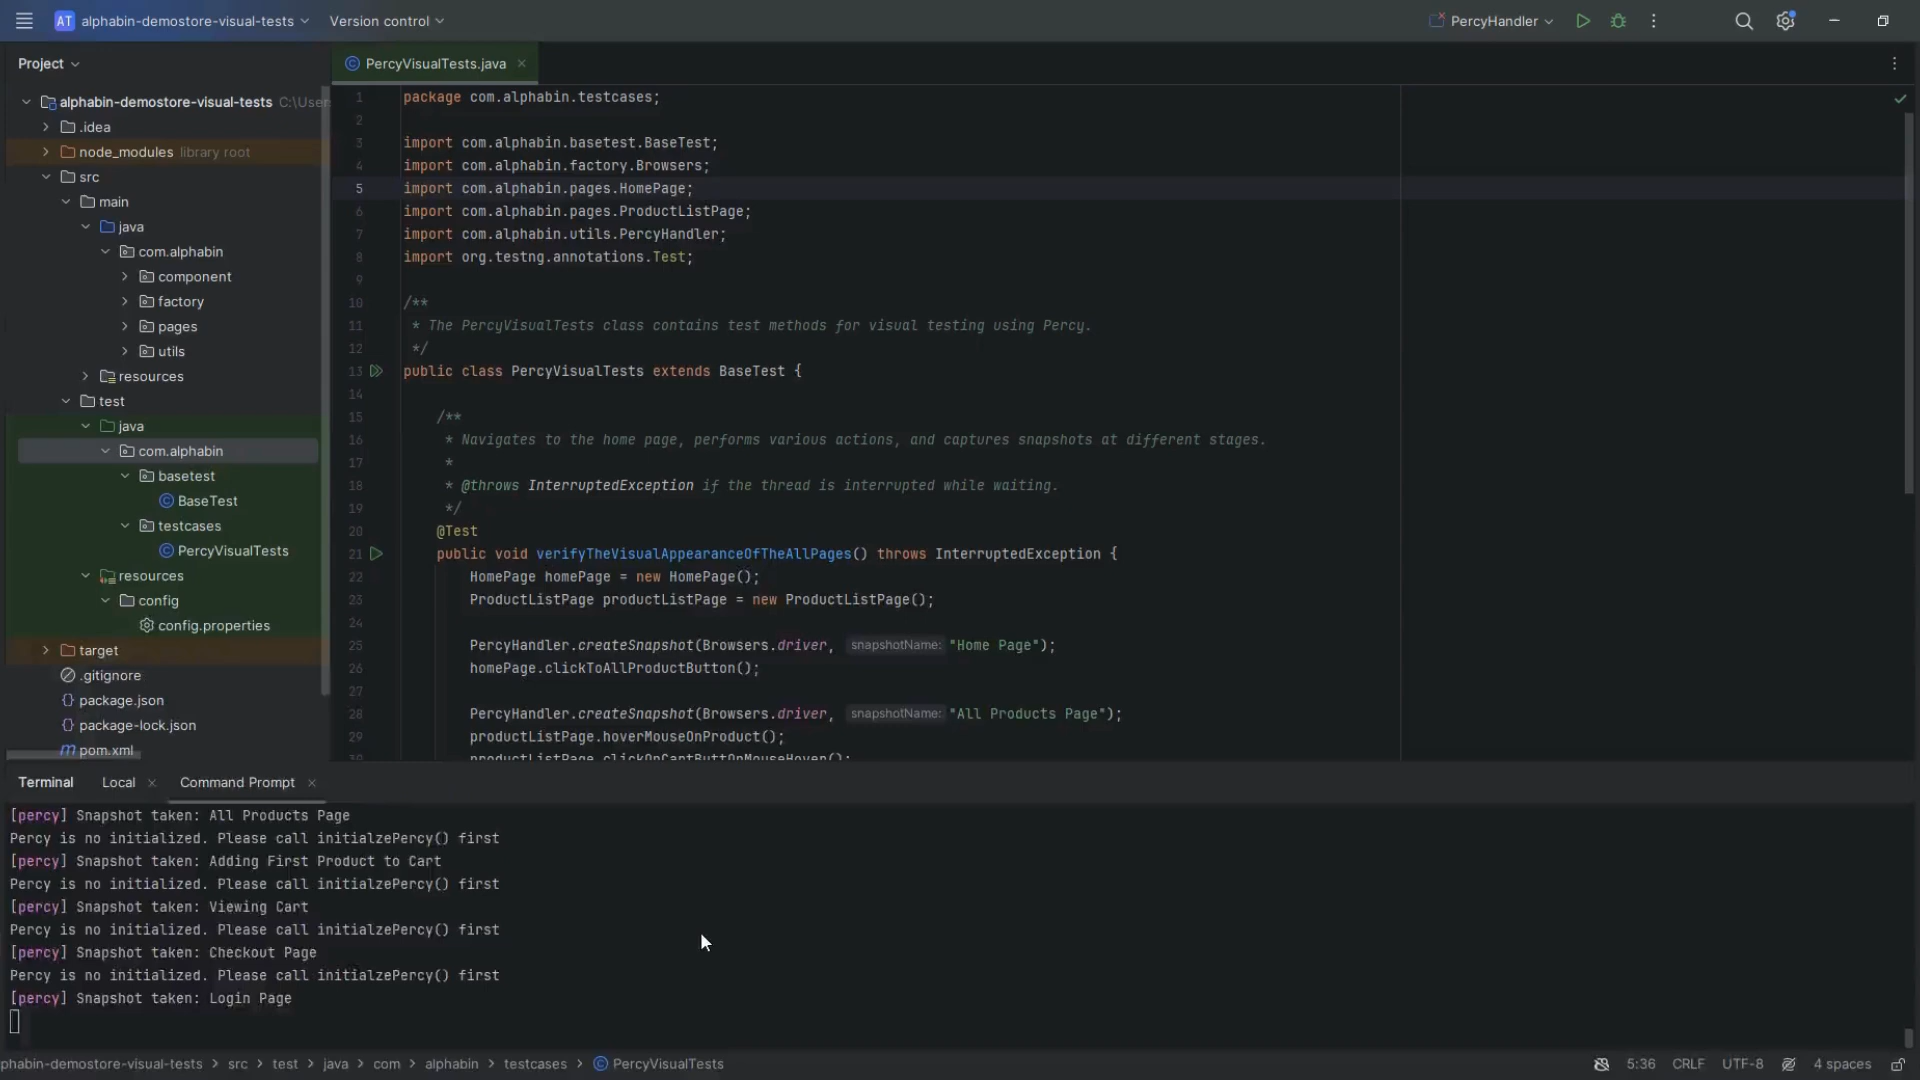 AT alphabin-demostore-visual-tests Version control PercyHandler
Project
PercyVisualTests.java
alphabin-demostore-visual-tests C:\Users
.idea
node_modules library root
src
main
java
com.alphabin
component
factory
pages
utils
resources
test
java
com.alphabin
basetest
BaseTest
testcases
PercyVisualTests
resources
config
config.properties
target
.gitignore
package.json
package-lock.json
pom.xml
1 package com.alphabin.testcases;
2
3 import com.alphabin.basetest.BaseTest;
4 import com.alphabin.factory.Browsers;
5 import com.alphabin.pages.HomePage;
6 import com.alphabin.pages.ProductListPage;
7 import com.alphabin.utils.PercyHandler;
8 import org.testng.annotations.Test;
9
10 /**
11 * The PercyVisualTests class contains test methods for visual testing using Percy.
12 */
13 public class PercyVisualTests extends BaseTest {
14
15 /**
16 * Navigates to the home page, performs various actions, and captures snapshots at different stages.
17 *
18 * @throws InterruptedException if the thread is interrupted while waiting.
19 */
20 @Test
21 public void verifyTheVisualAppearanceOfTheAllPages() throws InterruptedException {
22 HomePage homePage = new HomePage();
23 ProductListPage productListPage = new ProductListPage();
24
25 PercyHandler.createSnapshot(Browsers.driver, snapshotName: "Home Page");
26 homePage.clickToAllProductButton();
27
28 PercyHandler.createSnapshot(Browsers.driver, snapshotName: "All Products Page");
29 productListPage.hoverMouseOnProduct();
30 productListPage.clickOnCartButtOnMouseHover();
Terminal Local Command Prompt
[percy] Snapshot taken: All Products Page
Percy is no initialized. Please call initialzePercy() first
[percy] Snapshot taken: Adding First Product to Cart
Percy is no initialized. Please call initialzePercy() first
[percy] Snapshot taken: Viewing Cart
Percy is no initialized. Please call initialzePercy() first
[percy] Snapshot taken: Checkout Page
Percy is no initialized. Please call initialzePercy() first
[percy] Snapshot taken: Login Page
phabin-demostore-visual-tests > src > test > java > com > alphabin > testcases > PercyVisualTests 5:36 CRLF UTF-8 4 spaces